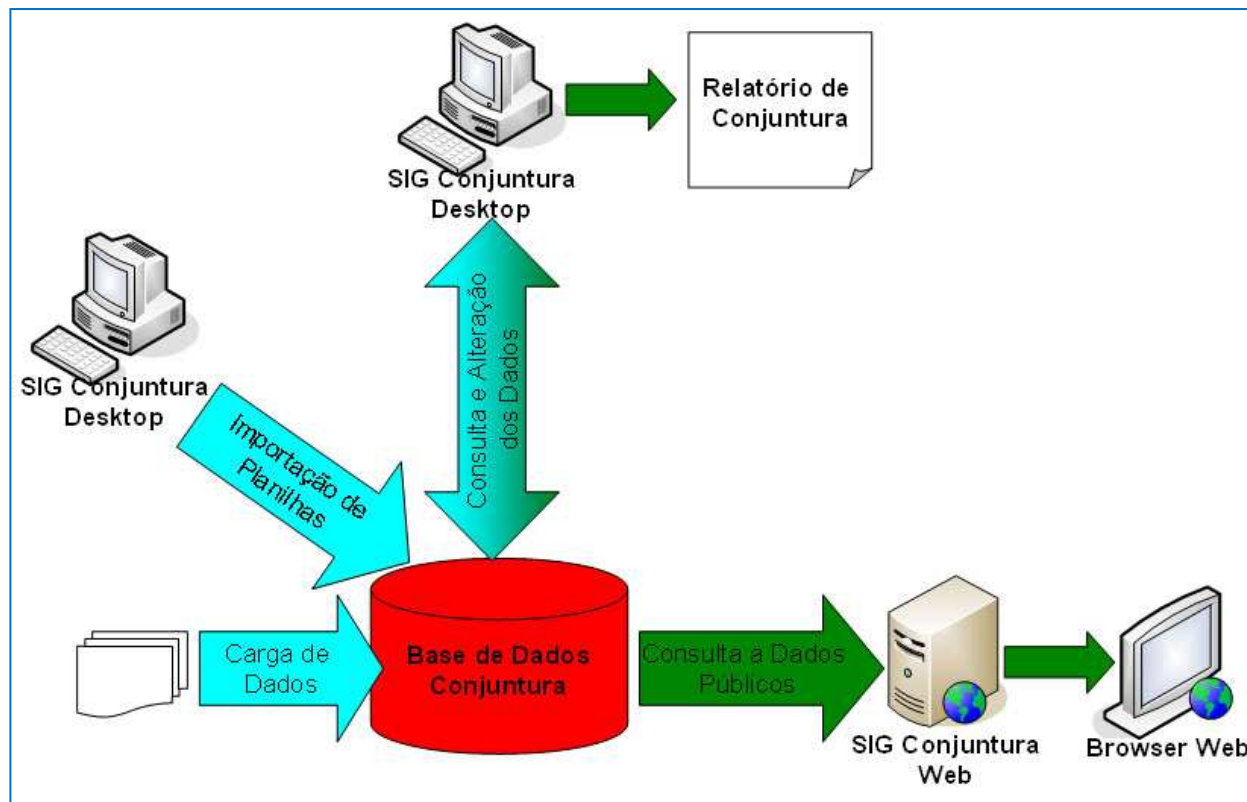 Relatório de
Conjuntura
SIG Conjuntura
Desktop
SIG Conjuntura
Desktop
Consulta e Alteração
dos Dados
Importação de
Planilhas
Carga de
Dados
Base de Dados
Conjuntura
Consulta a Dados
Públicos
SIG Conjuntura
Web
Browser Web